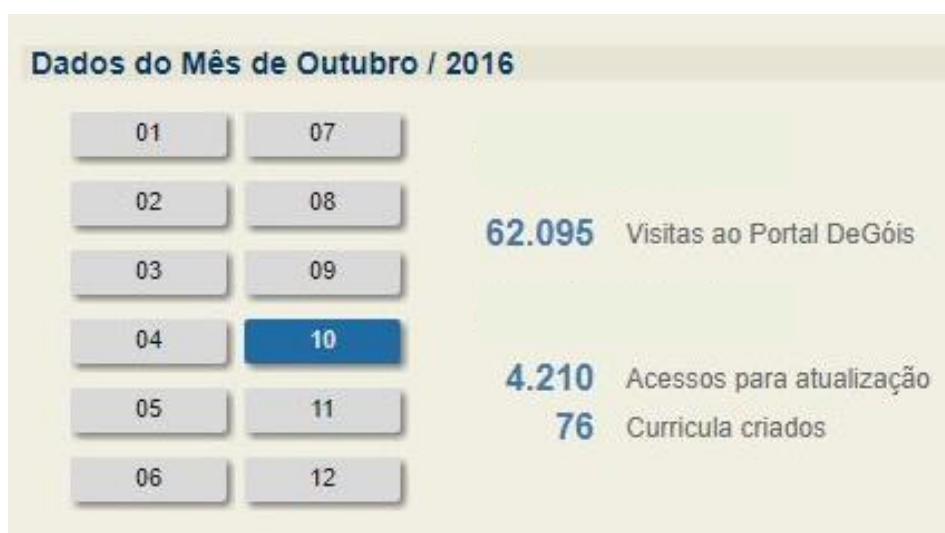 Dados do Mês de Outubro / 2016
01 07
02 08
62.095 Visitas ao Portal DeGóis
03 09
04 10
4.210 Acessos para atualização
05 11
76 Curricula criados
06 12